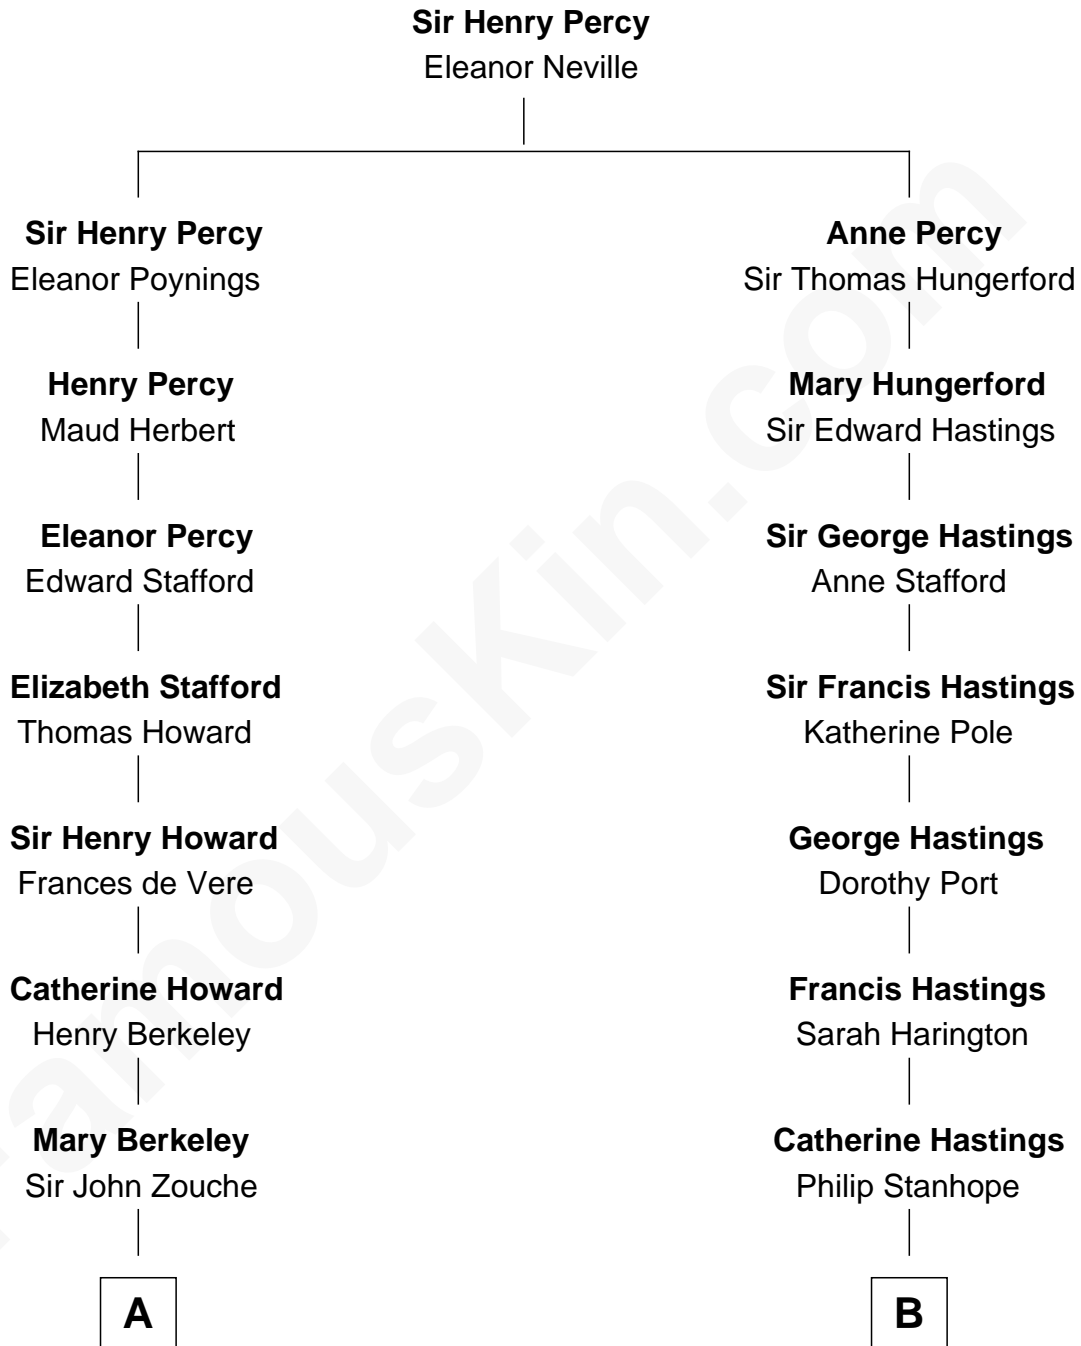 Sir Henry Percy
Eleanor Neville
Sir Henry Percy
Eleanor Poynings
Anne Percy
Sir Thomas Hungerford
Henry Percy
Maud Herbert
Mary Hungerford
Sir Edward Hastings
Eleanor Percy
Edward Stafford
Sir George Hastings
Anne Stafford
Elizabeth Stafford
Thomas Howard
Sir Francis Hastings
Katherine Pole
Sir Henry Howard
Frances de Vere
George Hastings
Dorothy Port
Catherine Howard
Henry Berkeley
Francis Hastings
Sarah Harington
Mary Berkeley
Sir John Zouche
Catherine Hastings
Philip Stanhope
A
B
FamousKin.com